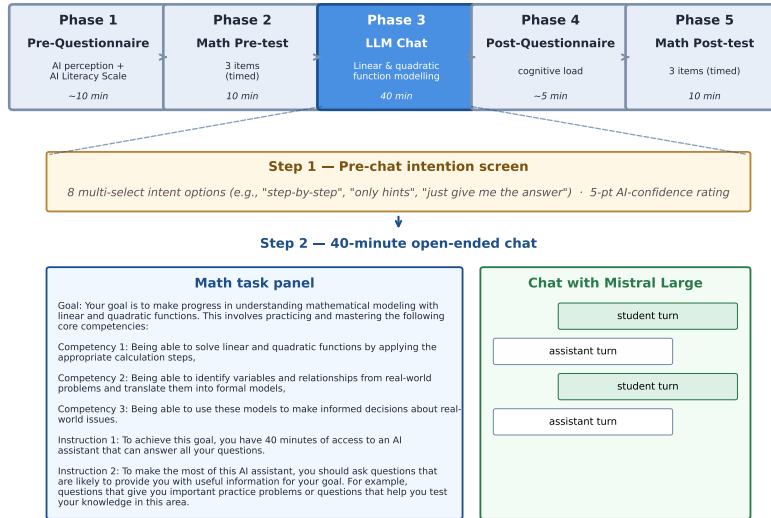 Phase 1
Pre-Questionnaire
AI perception +
AI Literacy Scale
~10 min
Phase 2
Math Pre-test
3 items
(timed)
10 min
Phase 3
LLM Chat
Linear & quadratic
function modelling
40 min
Phase 4
Post-Questionnaire
cognitive load
~5 min
Phase 5
Math Post-test
3 items (timed)
10 min
Step 1 — Pre-chat intention screen
8 multi-select intent options (e.g., "step-by-step", "only hints", "just give me the answer")  ·  5-pt AI-confidence rating
Step 2 — 40-minute open-ended chat
Math task panel
Goal: Your goal is to make progress in understanding mathematical modeling with
linear and quadratic functions. This involves practicing and mastering the following
core competencies:
Competency 1: Being able to solve linear and quadratic functions by applying the
appropriate calculation steps,
Competency 2: Being able to identify variables and relationships from real-world
problems and translate them into formal models,
Competency 3: Being able to use these models to make informed decisions about real-
world issues.
Instruction 1: To achieve this goal, you have 40 minutes of access to an AI
assistant that can answer all your questions.
Instruction 2: To make the most of this AI assistant, you should ask questions that
are likely to provide you with useful information for your goal. For example,
questions that give you important practice problems or questions that help you test
your knowledge in this area.
Chat with Mistral Large
student turn
assistant turn
student turn
assistant turn